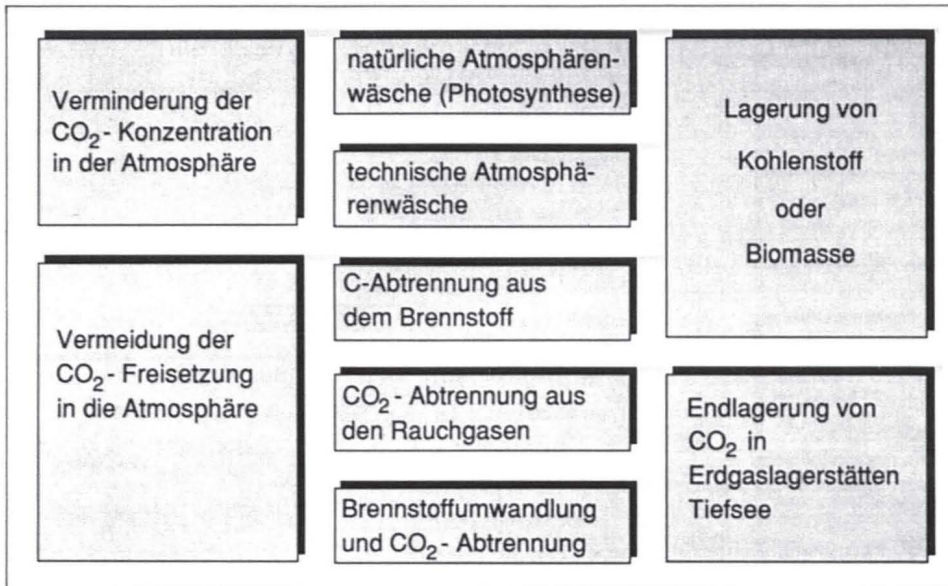 Verminderung der
CO₂- Konzentration
in der Atmosphäre
Vermeidung der
CO₂- Freisetzung
in die Atmosphäre
natürliche Atmosphären-
wäsche (Photosynthese)
technische Atmosphä-
renwäsche
C-Abtrennung aus
dem Brennstoff
CO₂- Abtrennung aus
den Rauchgasen
Brennstoffumwandlung
und CO₂- Abtrennung
Lagerung von
Kohlenstoff
oder
Biomasse
Endlagerung von
CO₂ in
Erdgaslagerstätten
Tiefsee